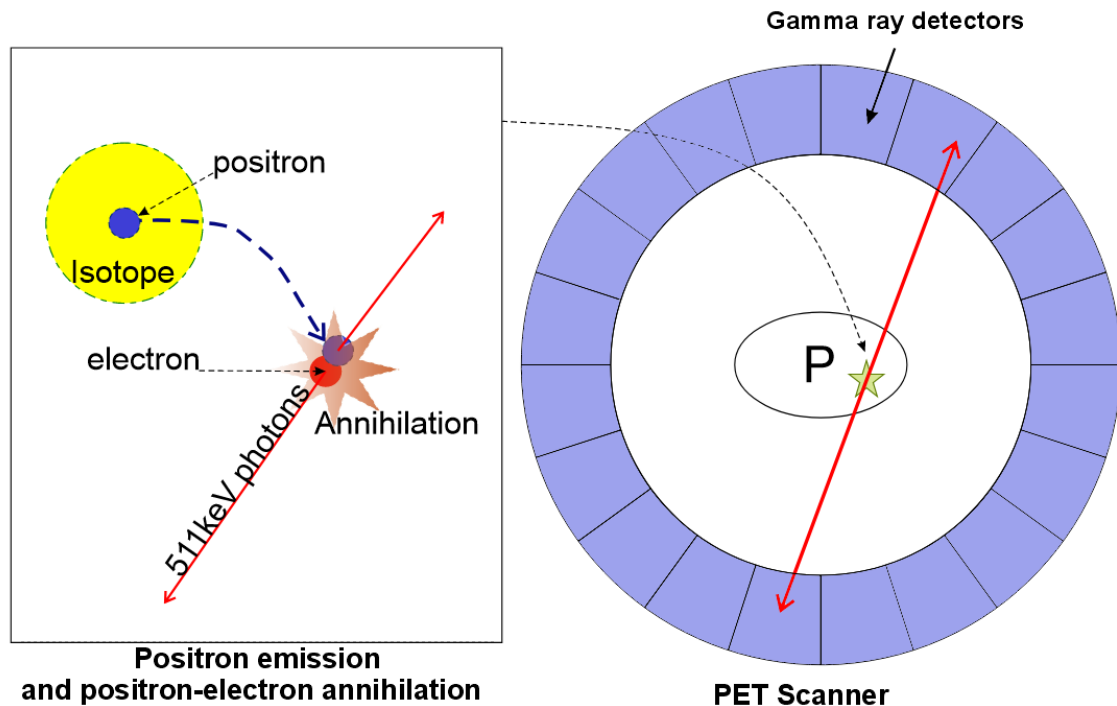 Gamma ray detectors
positron
Isotope
electron
Annihilation
511keV photons
P
Positron emission
and positron-electron annihilation
PET Scanner